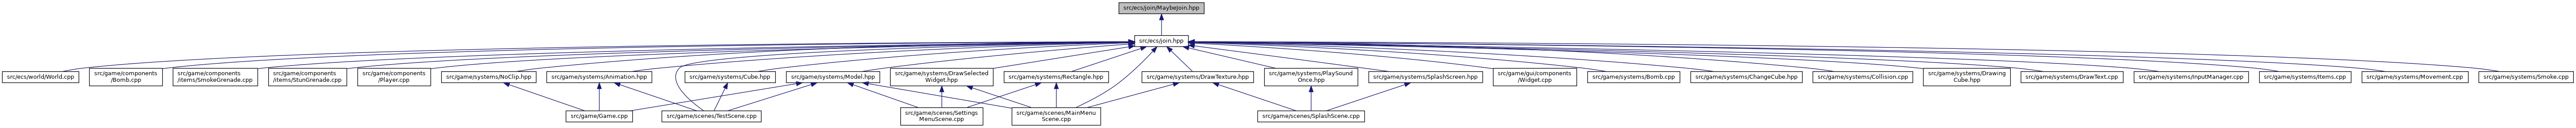 src/ecs/join/MaybeJoin.hpp
src/ecs/join.hpp
src/ecs/world/World.cpp
src/game/components
/Bomb.cpp
src/game/components
/items/SmokeGrenade.cpp
src/game/components
/items/StunGrenade.cpp
src/game/components
/Player.cpp
src/game/systems/NoClip.hpp
src/game/systems/Animation.hpp
src/game/systems/Cube.hpp
src/game/systems/Model.hpp
src/game/systems/DrawSelected
Widget.hpp
src/game/systems/Rectangle.hpp
src/game/systems/DrawTexture.hpp
src/game/systems/PlaySound
Once.hpp
src/game/systems/SplashScreen.hpp
src/game/gui/components
/Widget.cpp
src/game/systems/Bomb.cpp
src/game/systems/ChangeCube.hpp
src/game/systems/Collision.cpp
src/game/systems/Drawing
Cube.hpp
src/game/systems/DrawText.cpp
src/game/systems/InputManager.cpp
src/game/systems/Items.cpp
src/game/systems/Movement.cpp
src/game/systems/Smoke.cpp
src/game/Game.cpp
src/game/scenes/TestScene.cpp
src/game/scenes/Settings
MenuScene.cpp
src/game/scenes/MainMenu
Scene.cpp
src/game/scenes/SplashScene.cpp